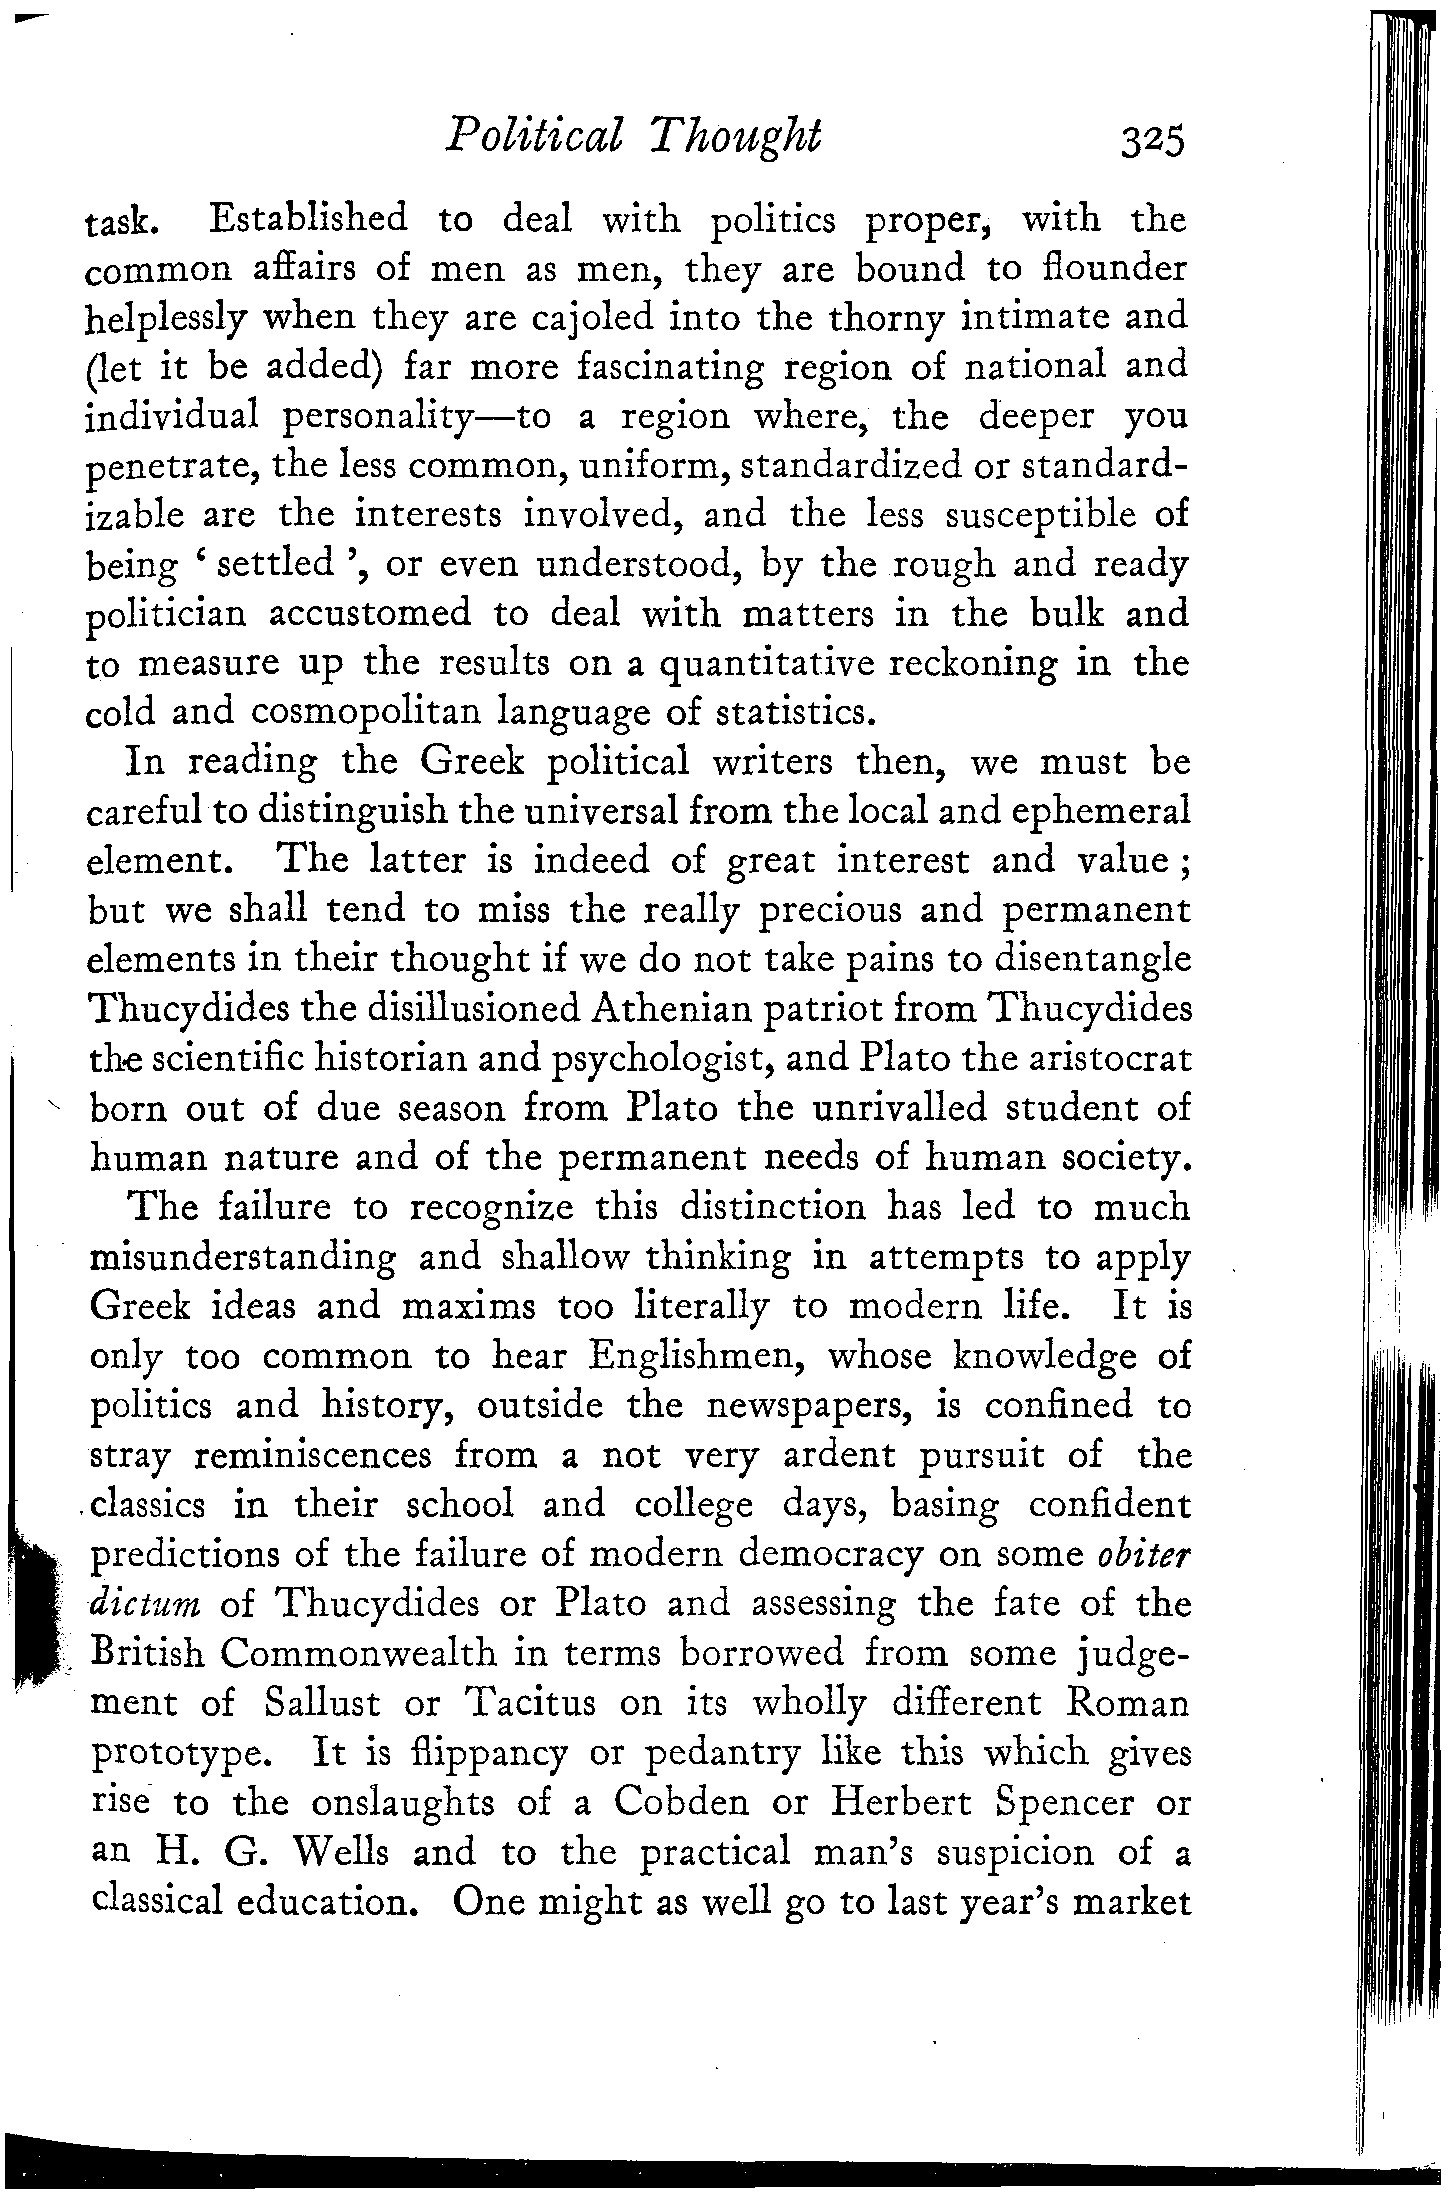 Political Thought 325
task. Established to deal with politics proper, with the
common affairs of men as men, they are bound to flounder
helplessly when they are cajoled into the thorny intimate and
(let it be added) far more fascinating region of national and
individual personality—to a region where, the deeper you
penetrate, the less common, uniform, standardized or standard-
izable are the interests involved, and the less susceptible of
being ‘ settled ’, or even understood, by the rough and ready
politician accustomed to deal with matters in the bulk and
to measure up the results on a quantitative reckoning in the
cold and cosmopolitan language of statistics.
In reading the Greek political writers then, we must be
careful to distinguish the universal from the local and ephemeral
element. The latter is indeed of great interest and value ;
but we shall tend to miss the really precious and permanent
elements in their thought if we do not take pains to disentangle
Thucydides the disillusioned Athenian patriot from Thucydides
the scientific historian and psychologist, and Plato the aristocrat
born out of due season from Plato the unrivalled student of
human nature and of the permanent needs of human society.
The failure to recognize this distinction has led to much
misunderstanding and shallow thinking in attempts to apply
Greek ideas and maxims too literally to modern life. It is
only too common to hear Englishmen, whose knowledge of
politics and history, outside the newspapers, is confined to
stray reminiscences from a not very ardent pursuit of the
classics in their school and college days, basing confident
predictions of the failure of modern democracy on some obiter
dictum of Thucydides or Plato and assessing the fate of the
British Commonwealth in terms borrowed from some judge-
ment of Sallust or Tacitus on its wholly different Roman
prototype. It is flippancy or pedantry like this which gives
rise to the onslaughts of a Cobden or Herbert Spencer or
an H. G. Wells and to the practical man’s suspicion of a
classical education. One might as well go to last year’s market